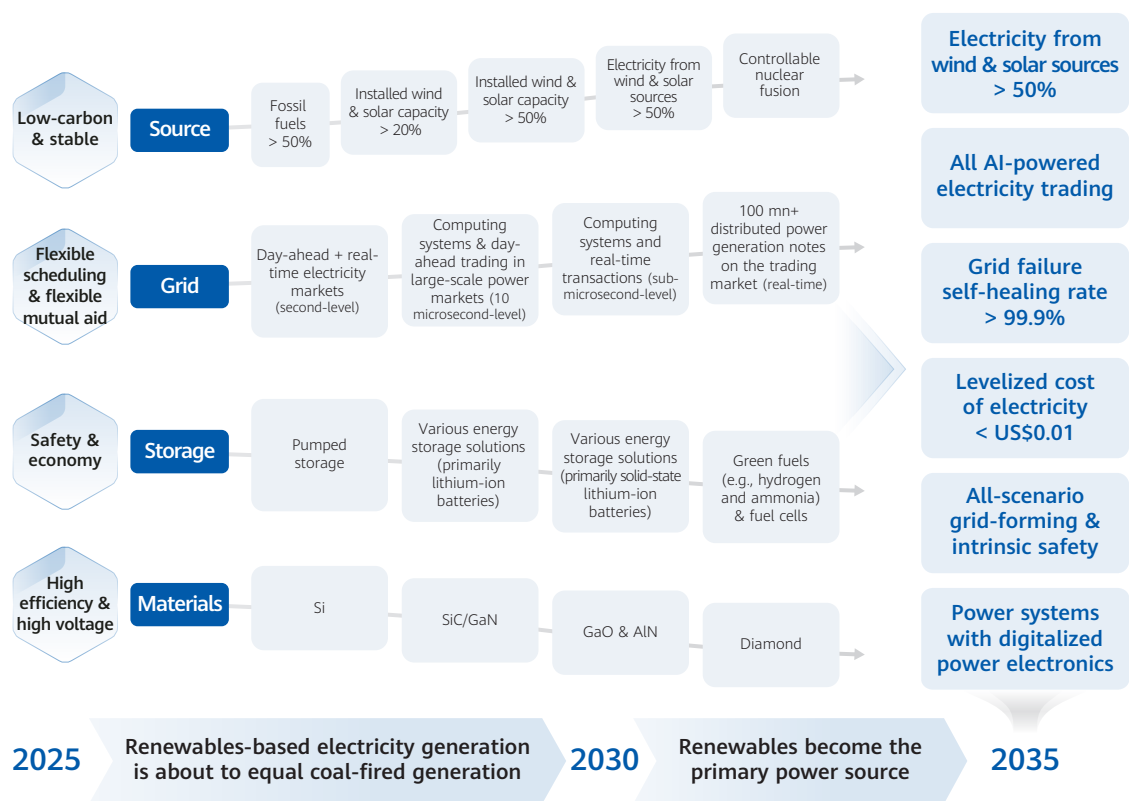 Low-carbon
& stable
Source
Fossil
fuels
> 50%
Installed wind
& solar capacity
> 20%
Installed wind &
solar capacity
> 50%
Electricity from
wind & solar
sources
> 50%
Controllable
nuclear
fusion
Flexible
scheduling
& flexible
mutual aid
Grid
Day-ahead + real-
time electricity
markets
(second-level)
Computing
systems & day-
ahead trading in
large-scale power
markets (10
microsecond-level)
Computing
systems and
real-time
transactions (sub-
microsecond-level)
100 mn+
distributed power
generation notes
on the trading
market (real-time)
Safety &
economy
Storage
Pumped
storage
Various energy
storage solutions
(primarily
lithium-ion
batteries)
Various energy
storage solutions
(primarily solid-state
lithium-ion
batteries)
Green fuels
(e.g., hydrogen
and ammonia)
& fuel cells
High
efficiency &
high voltage
Materials
Si
SiC/GaN
GaO & AlN
Diamond
Electricity from
wind & solar sources
> 50%
All AI-powered
electricity trading
Grid failure
self-healing rate
> 99.9%
Levelized cost
of electricity
< US$0.01
All-scenario
grid-forming &
intrinsic safety
Power systems
with digitalized
power electronics
2025
Renewables-based electricity generation
is about to equal coal-fired generation
2030
Renewables become the
primary power source
2035